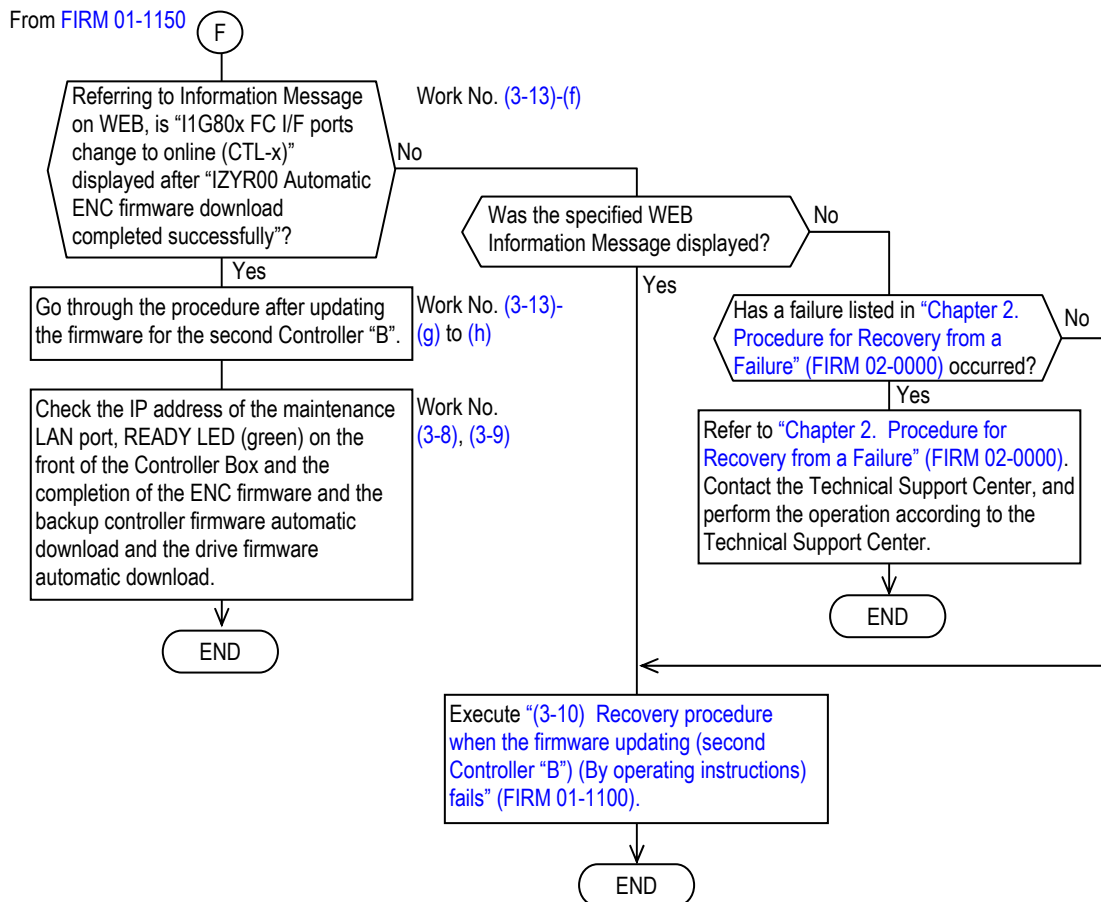 From FIRM 01-1150
F
Referring to Information Message
on WEB, is “I1G80x FC I/F ports
change to online (CTL-x)”
displayed after “IZYR00 Automatic
ENC firmware download
completed successfully”?
Work No. (3-13)-(f)
No
Yes
Was the specified WEB
Information Message displayed?
No
Yes
Go through the procedure after updating
the firmware for the second Controller “B”.
Work No. (3-13)-
(g) to (h)
Has a failure listed in “Chapter 2.
Procedure for Recovery from a
Failure” (FIRM 02-0000) occurred?
No
Yes
Check the IP address of the maintenance
LAN port, READY LED (green) on the
front of the Controller Box and the
completion of the ENC firmware and the
backup controller firmware automatic
download and the drive firmware
automatic download.
Work No.
(3-8), (3-9)
Refer to “Chapter 2. Procedure for
Recovery from a Failure” (FIRM 02-0000).
Contact the Technical Support Center, and
perform the operation according to the
Technical Support Center.
END
END
Execute “(3-10) Recovery procedure
when the firmware updating (second
Controller “B”) (By operating instructions)
fails” (FIRM 01-1100).
END